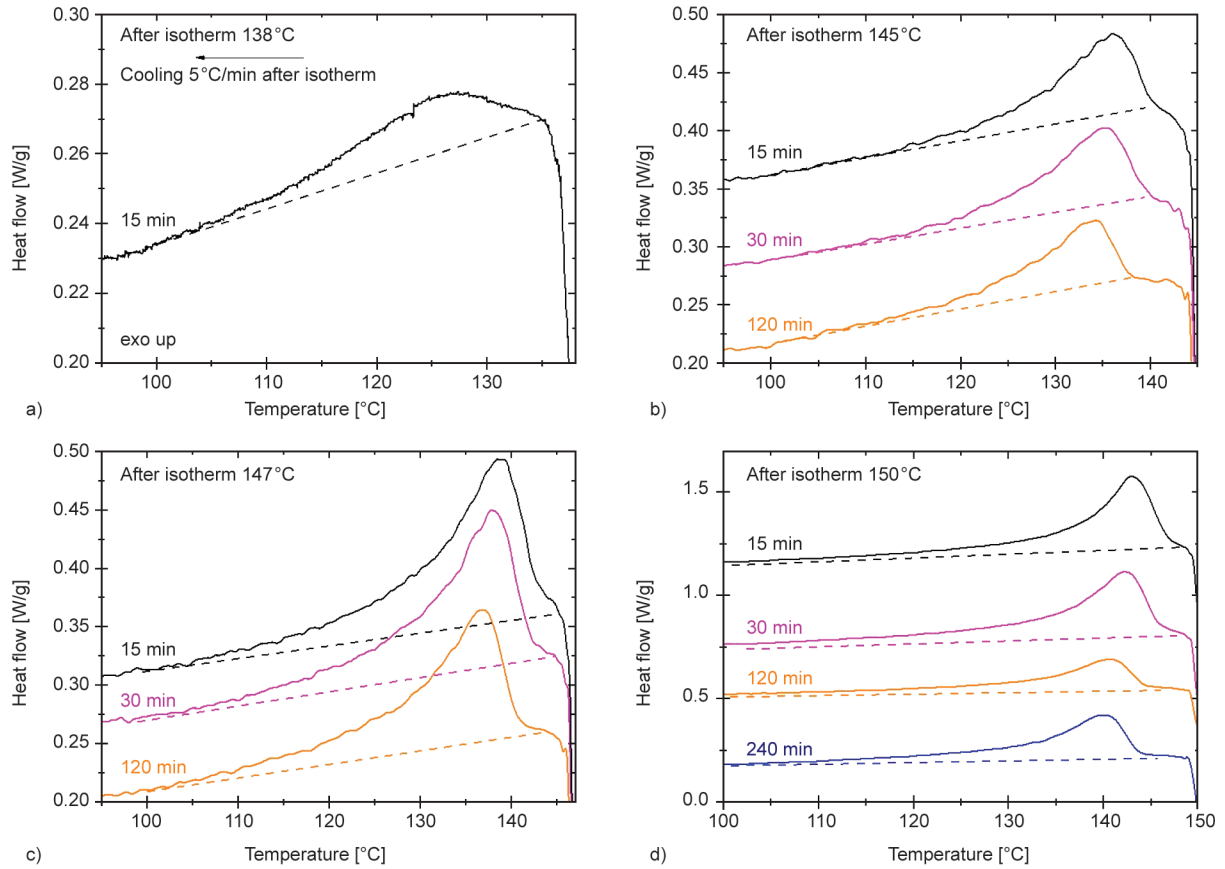 After isotherm 138°C
Cooling 5°C/min after isotherm
15 min
exo up
Heat flow [W/g]
0.30
0.28
0.26
0.24
0.22
0.20
100
110
120
130
Temperature [°C]
a)
After isotherm 145°C
15 min
30 min
120 min
Heat flow [W/g]
0.50
0.45
0.40
0.35
0.30
0.25
0.20
100
110
120
130
140
Temperature [°C]
b)
After isotherm 147°C
15 min
30 min
120 min
Heat flow [W/g]
0.50
0.45
0.40
0.35
0.30
0.25
0.20
100
110
120
130
140
Temperature [°C]
c)
After isotherm 150°C
15 min
30 min
120 min
240 min
Heat flow [W/g]
1.5
1.0
0.5
0.0
100
110
120
130
140
150
Temperature [°C]
d)